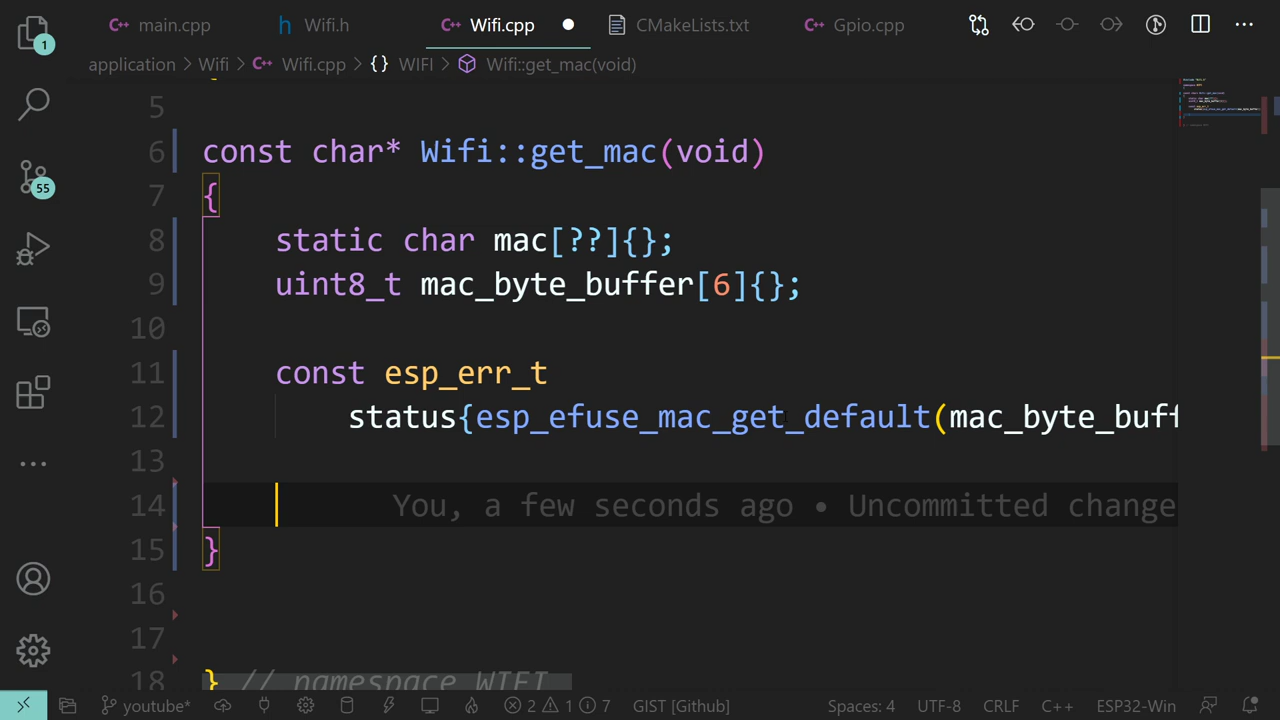 main.cpp Wifi.h Wifi.cpp CMakeLists.txt Gpio.cpp
application > Wifi > Wifi.cpp > {} WIFI > Wifi::get_mac(void)
5
6 const char* Wifi::get_mac(void)
7 {
8 static char mac[??]{};
9 uint8_t mac_byte_buffer[6]{};
10
11 const esp_err_t
12 status{esp_efuse_mac_get_default(mac_byte_buff
13
14 You, a few seconds ago • Uncommitted change
15 }
16
17
18 } // namespace WIFI
1
55
youtube* 2 1 7 GIST [Github] Spaces: 4 UTF-8 CRLF C++ ESP32-Win